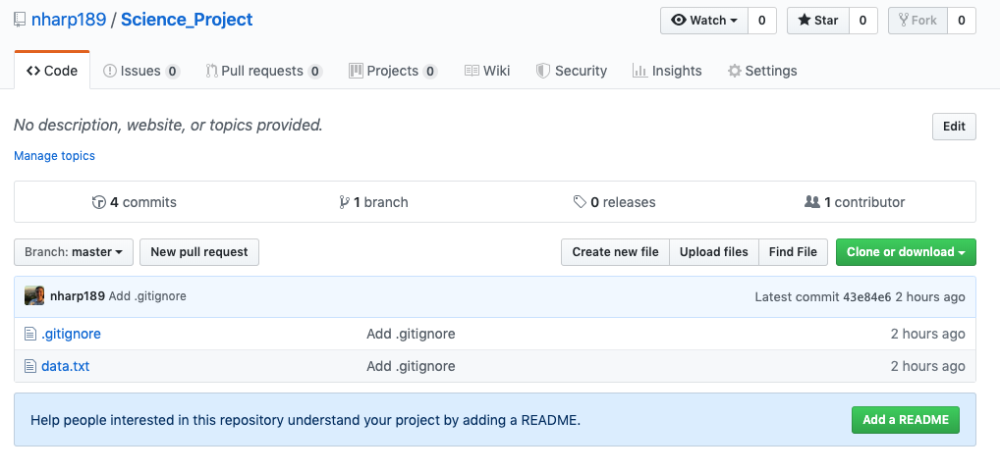 nharp189 / Science_Project
Watch 0 Star 0 Fork 0
Code Issues 0 Pull requests 0 Projects 0 Wiki Security Insights Settings
No description, website, or topics provided.
Edit
Manage topics
4 commits 1 branch 0 releases 1 contributor
Branch: master New pull request Create new file Upload files Find File Clone or download
nharp189 Add .gitignore Latest commit 43e84e6 2 hours ago
.gitignore Add .gitignore 2 hours ago
data.txt Add .gitignore 2 hours ago
Help people interested in this repository understand your project by adding a README. Add a README